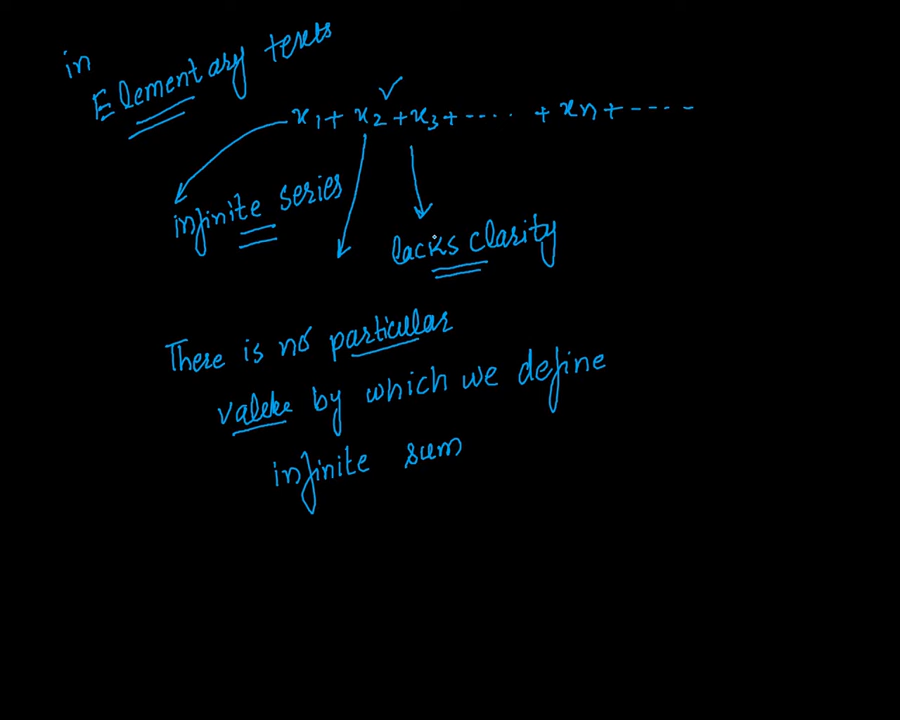 in
Elementary texts
x1 + x2 + x3 + ---- + xn + ----
infinite series
lacks clarity
There is no particular
value by which we define
infinite sum